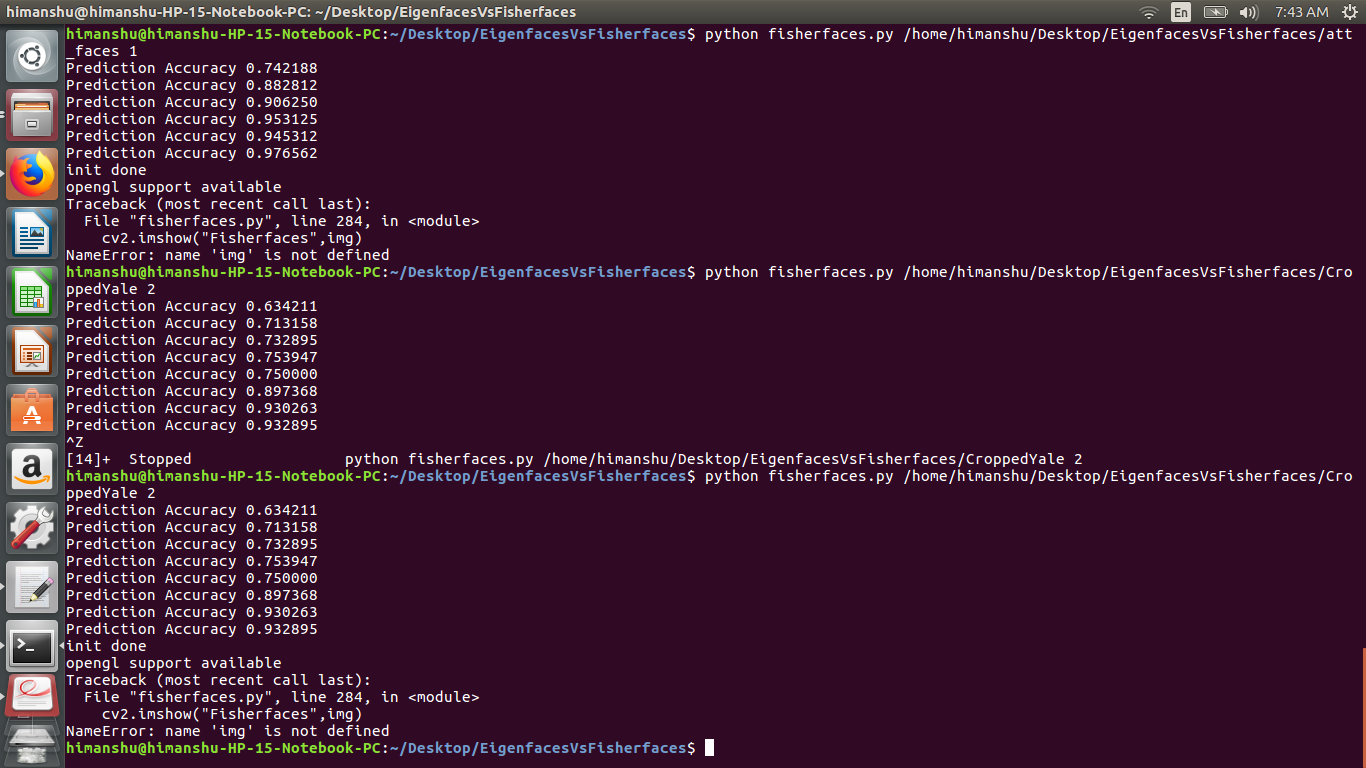 himanshu@himanshu-HP-15-Notebook-PC: ~/Desktop/EigenfacesVsFisherfaces
En
7:43 AM
himanshu@himanshu-HP-15-Notebook-PC:~/Desktop/EigenfacesVsFisherfaces$ python fisherfaces.py /home/himanshu/Desktop/EigenfacesVsFisherfaces/att
_faces 1
Prediction Accuracy 0.742188
Prediction Accuracy 0.882812
Prediction Accuracy 0.906250
Prediction Accuracy 0.953125
Prediction Accuracy 0.945312
Prediction Accuracy 0.976562
init done
opengl support available
Traceback (most recent call last):
  File "fisherfaces.py", line 284, in <module>
    cv2.imshow("Fisherfaces",img)
NameError: name 'img' is not defined
himanshu@himanshu-HP-15-Notebook-PC:~/Desktop/EigenfacesVsFisherfaces$ python fisherfaces.py /home/himanshu/Desktop/EigenfacesVsFisherfaces/Cro
ppedYale 2
Prediction Accuracy 0.634211
Prediction Accuracy 0.713158
Prediction Accuracy 0.732895
Prediction Accuracy 0.753947
Prediction Accuracy 0.750000
Prediction Accuracy 0.897368
Prediction Accuracy 0.930263
Prediction Accuracy 0.932895
^Z
[14]+  Stopped                 python fisherfaces.py /home/himanshu/Desktop/EigenfacesVsFisherfaces/CroppedYale 2
himanshu@himanshu-HP-15-Notebook-PC:~/Desktop/EigenfacesVsFisherfaces$ python fisherfaces.py /home/himanshu/Desktop/EigenfacesVsFisherfaces/Cro
ppedYale 2
Prediction Accuracy 0.634211
Prediction Accuracy 0.713158
Prediction Accuracy 0.732895
Prediction Accuracy 0.753947
Prediction Accuracy 0.750000
Prediction Accuracy 0.897368
Prediction Accuracy 0.930263
Prediction Accuracy 0.932895
init done
opengl support available
Traceback (most recent call last):
  File "fisherfaces.py", line 284, in <module>
    cv2.imshow("Fisherfaces",img)
NameError: name 'img' is not defined
himanshu@himanshu-HP-15-Notebook-PC:~/Desktop/EigenfacesVsFisherfaces$